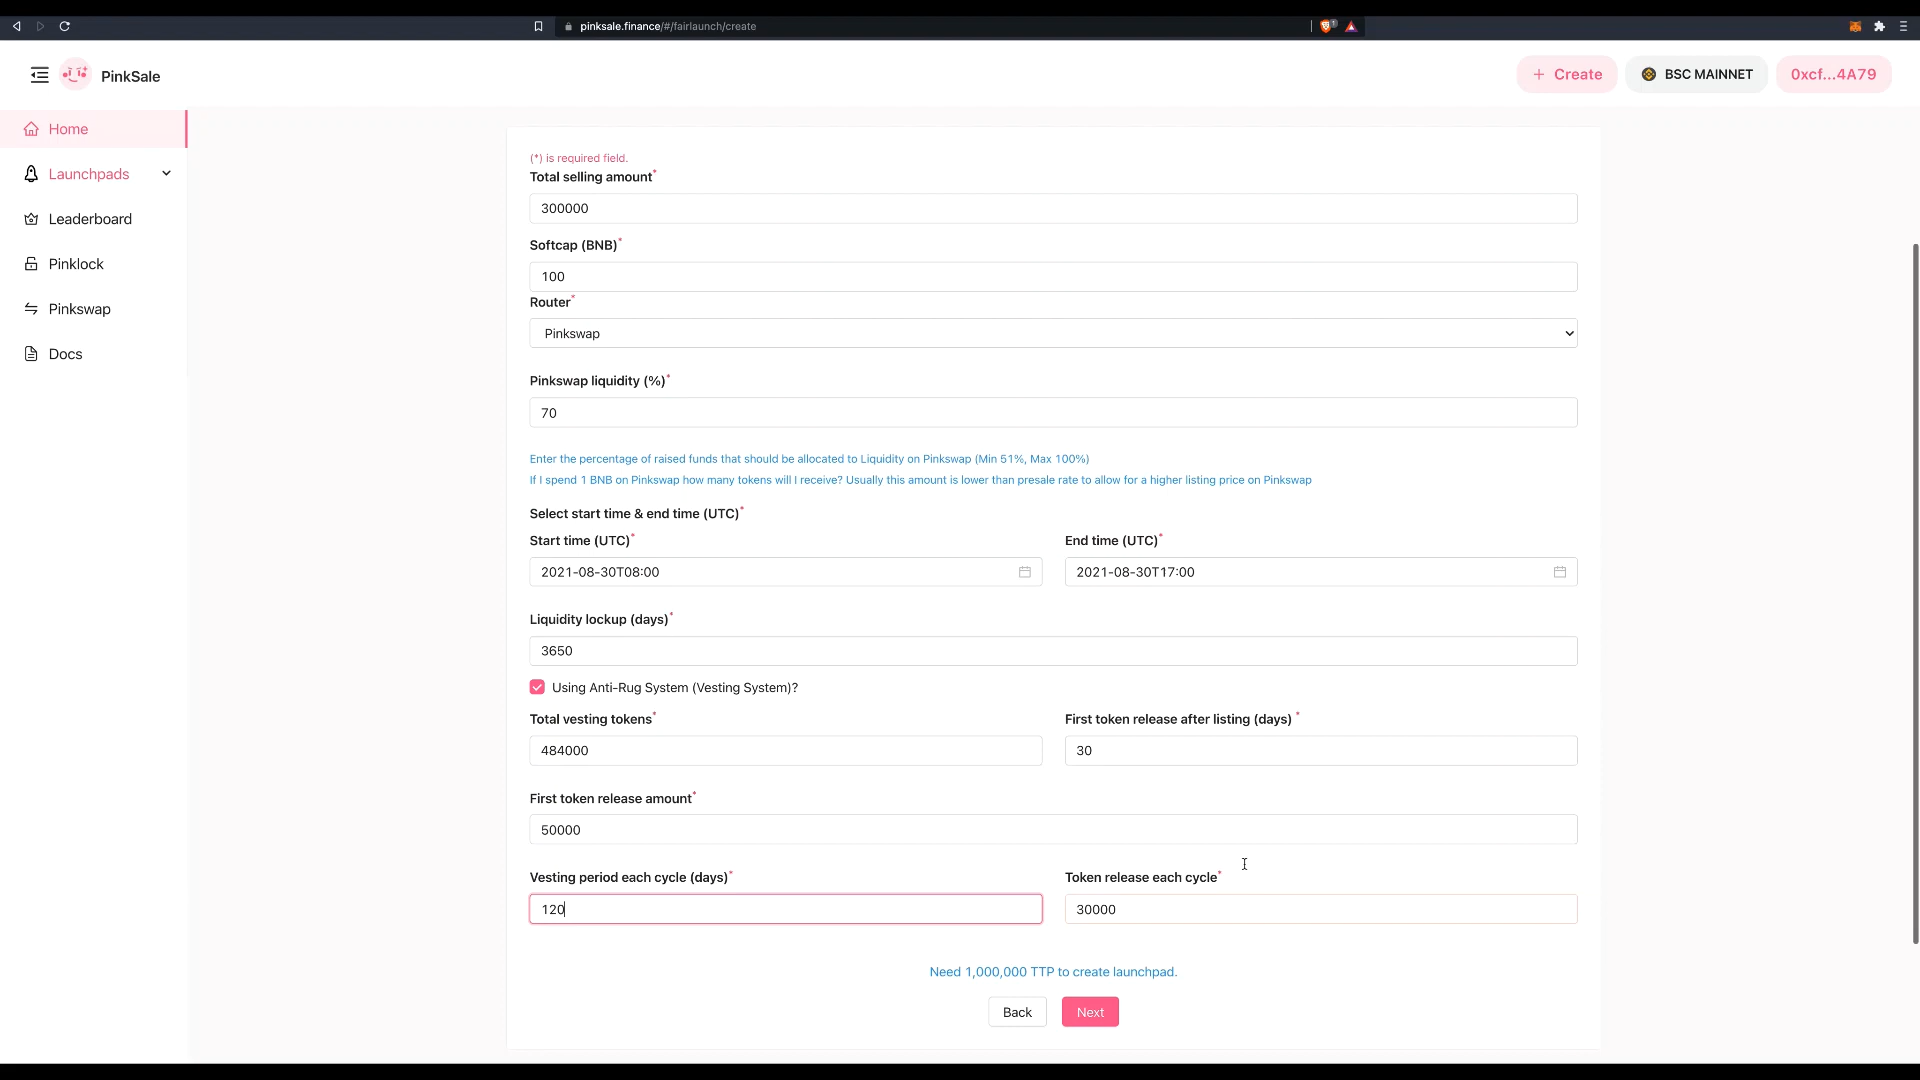 pinksale.finance/#/fairlaunch/create
1
PinkSale
+ Create
BSC MAINNET
0xcf...4A79
Home
Launchpads
Leaderboard
Pinklock
Pinkswap
Docs
(*) is required field.
Total selling amount*
300000
Softcap (BNB)*
100
Router*
Pinkswap
Pinkswap liquidity (%)*
70
Enter the percentage of raised funds that should be allocated to Liquidity on Pinkswap (Min 51%, Max 100%)
If I spend 1 BNB on Pinkswap how many tokens will I receive? Usually this amount is lower than presale rate to allow for a higher listing price on Pinkswap
Select start time & end time (UTC)*
Start time (UTC)*
End time (UTC)*
2021-08-30T08:00
2021-08-30T17:00
Liquidity lockup (days)*
3650
Using Anti-Rug System (Vesting System)?
Total vesting tokens*
First token release after listing (days) *
484000
30
First token release amount*
50000
Vesting period each cycle (days)*
Token release each cycle*
120
30000
Need 1,000,000 TTP to create launchpad.
Back
Next